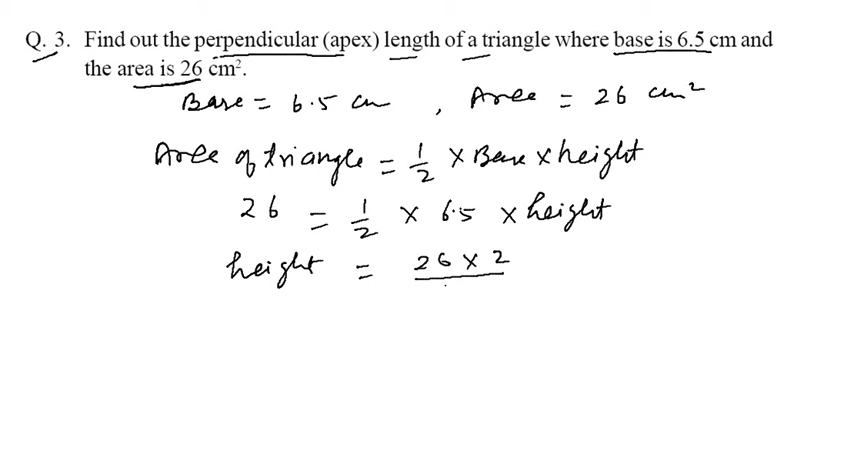 Q. 3. Find out the perpendicular (apex) length of a triangle where base is 6.5 cm and
the area is 26 cm².
Base = 6.5 cm , Area = 26 cm²
Area of triangle = 1/2 × Base × height
26 = 1/2 × 6.5 × height
height = 26 × 2